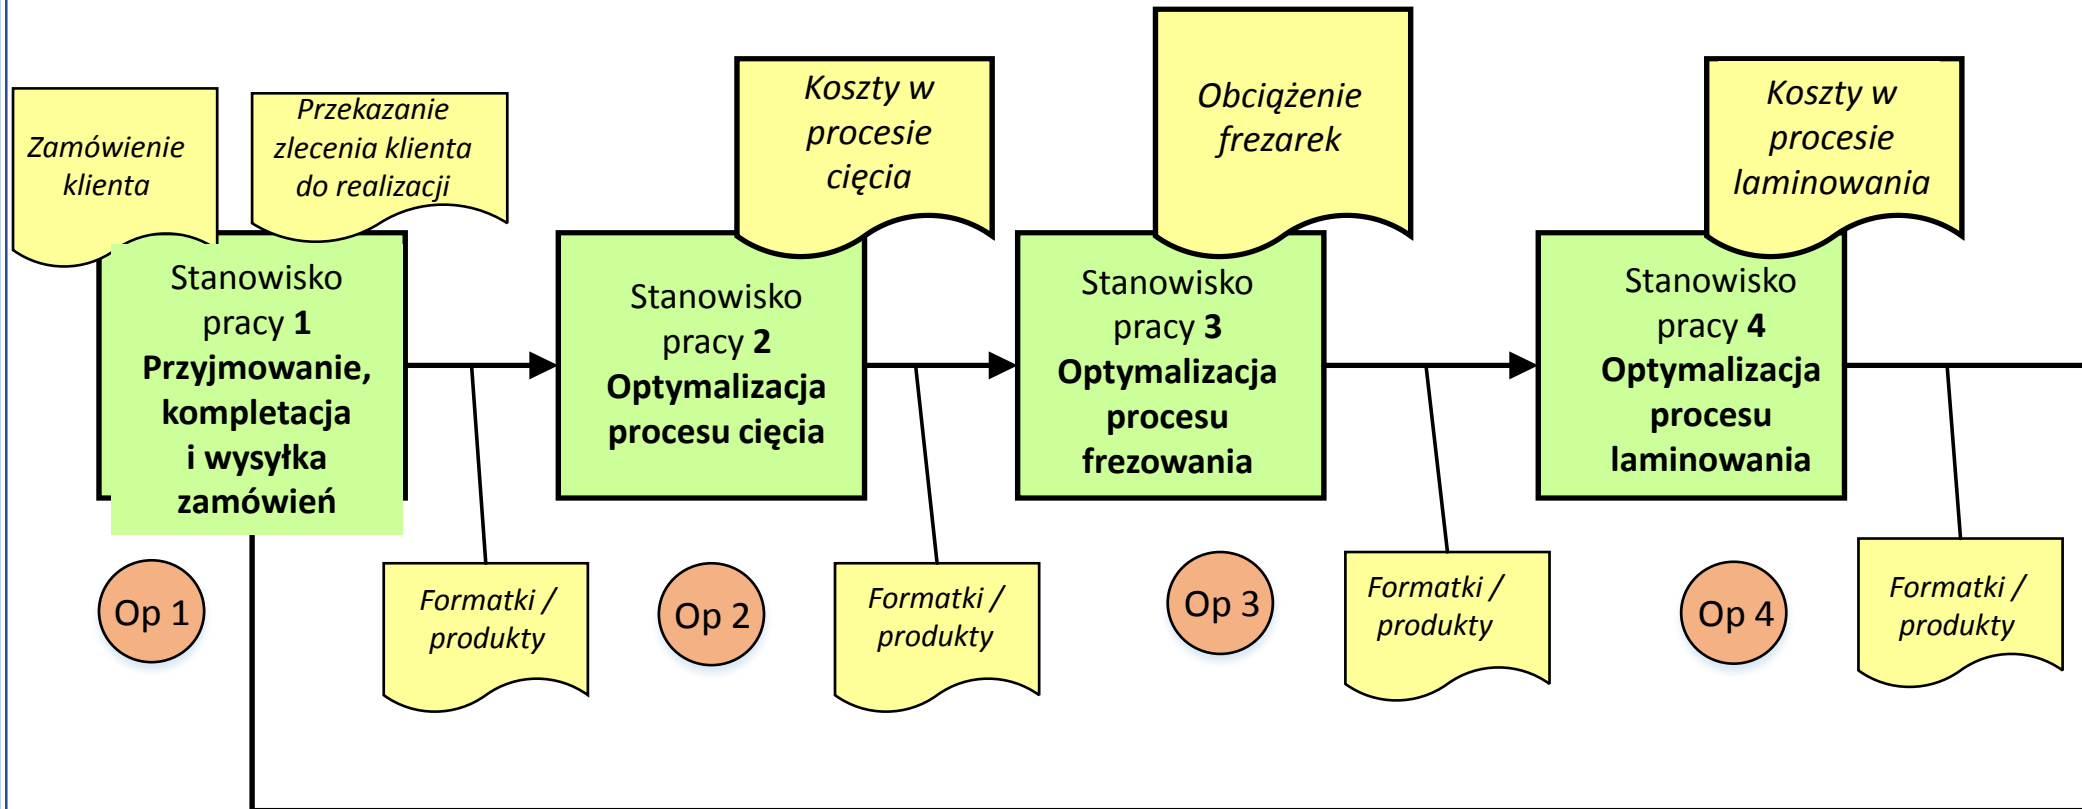 Zamówienie
klienta
Przekazanie
zlecenia klienta
do realizacji
Koszty w
procesie
cięcia
Obciążenie
frezarek
Koszty w
procesie
laminowania
Stanowisko
pracy 1
Przyjmowanie,
kompletacja
i wysyłka
zamówień
Stanowisko
pracy 2
Optymalizacja
procesu cięcia
Stanowisko
pracy 3
Optymalizacja
procesu
frezowania
Stanowisko
pracy 4
Optymalizacja
procesu
laminowania
Op 1
Formatki /
produkty
Op 2
Formatki /
produkty
Op 3
Formatki /
produkty
Op 4
Formatki /
produkty